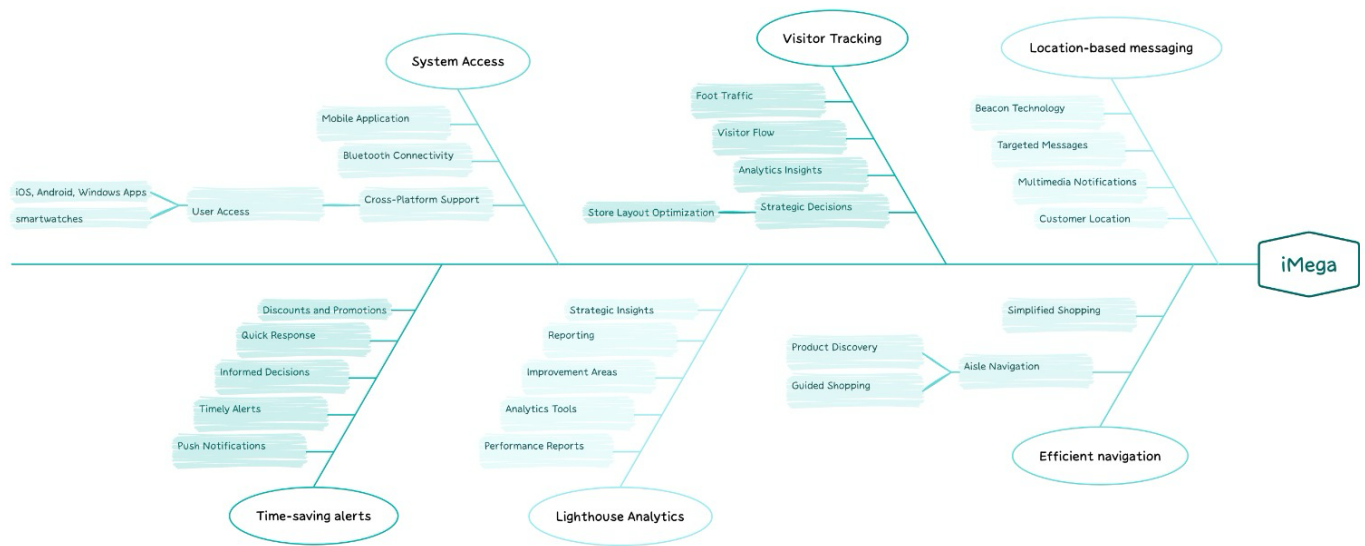 System Access
Mobile Application
Bluetooth Connectivity
Cross-Platform Support
User Access
iOS, Android, Windows Apps
smartwatches
Visitor Tracking
Foot Traffic
Visitor Flow
Analytics Insights
Strategic Decisions
Store Layout Optimization
Location-based messaging
Beacon Technology
Targeted Messages
Multimedia Notifications
Customer Location
iMega
Discounts and Promotions
Quick Response
Informed Decisions
Timely Alerts
Push Notifications
Time-saving alerts
Strategic Insights
Reporting
Improvement Areas
Analytics Tools
Performance Reports
Lighthouse Analytics
Simplified Shopping
Aisle Navigation
Product Discovery
Guided Shopping
Efficient navigation